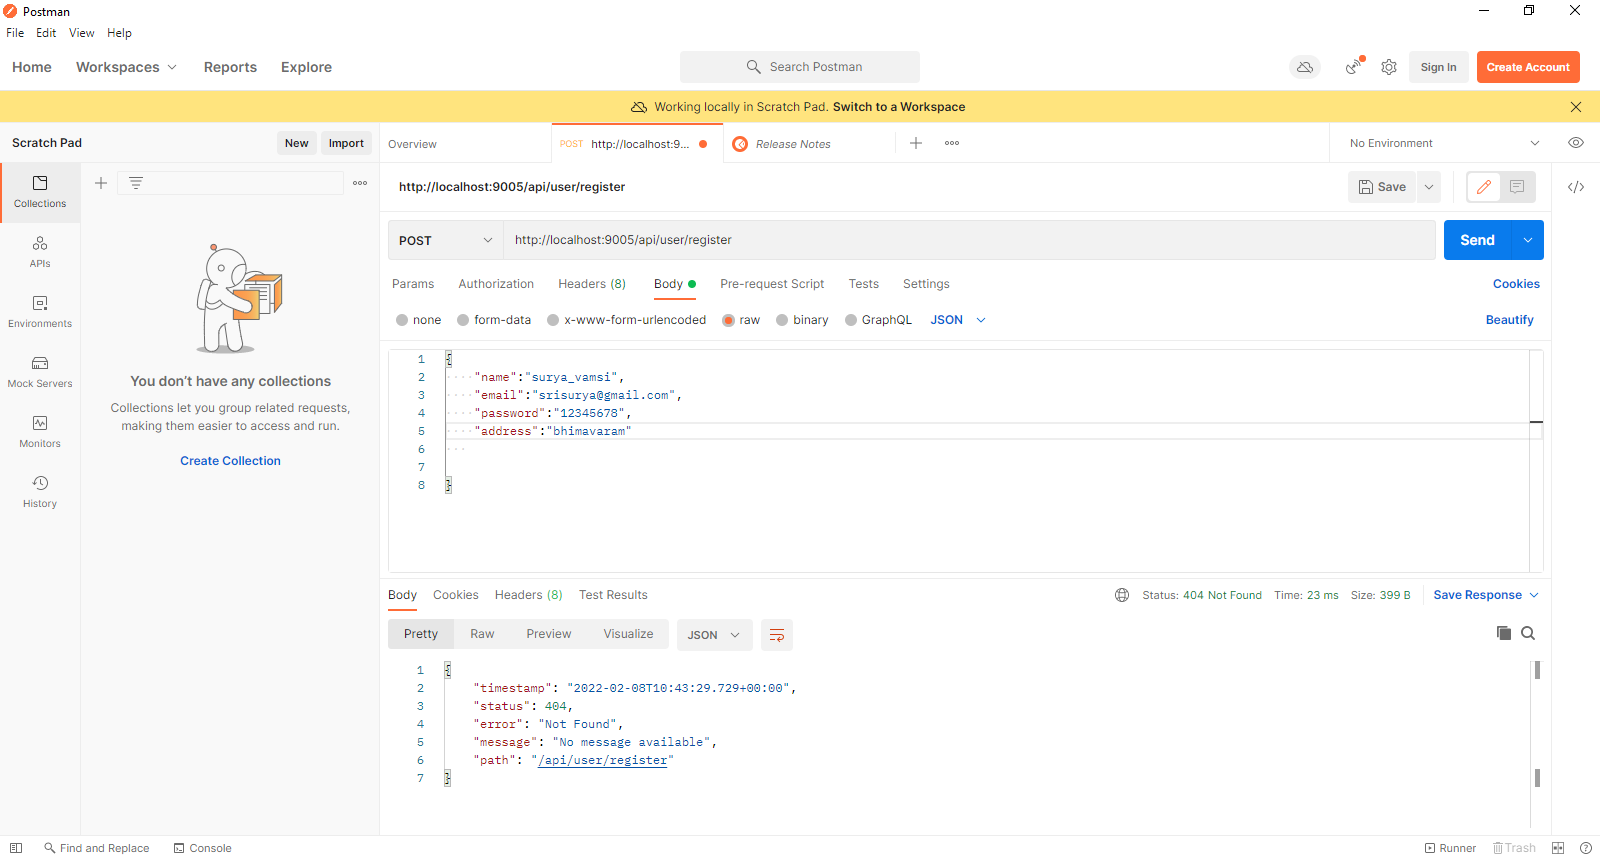 Postman
File Edit View Help
Home Workspaces Reports Explore Search Postman Sign In Create Account
Working locally in Scratch Pad. Switch to a Workspace
Scratch Pad New Import Overview POST http://localhost:9... Release Notes No Environment
http://localhost:9005/api/user/register Save
Collections
APIs
Environments
Mock Servers
Monitors
History
You don't have any collections
Collections let you group related requests,
making them easier to access and run.
Create Collection
POST http://localhost:9005/api/user/register Send
Params Authorization Headers (8) Body Pre-request Script Tests Settings Cookies
none form-data x-www-form-urlencoded raw binary GraphQL JSON Beautify
1 {
2 "name":"surya_vamsi",
3 "email":"srisurya@gmail.com",
4 "password":"12345678",
5 "address":"bhimavaram"
6
7
8 }
Body Cookies Headers (8) Test Results Status: 404 Not Found Time: 23 ms Size: 399 B Save Response
Pretty Raw Preview Visualize JSON
1 {
2 "timestamp": "2022-02-08T10:43:29.729+00:00",
3 "status": 404,
4 "error": "Not Found",
5 "message": "No message available",
6 "path": "/api/user/register"
7 }
Find and Replace Console Runner Trash